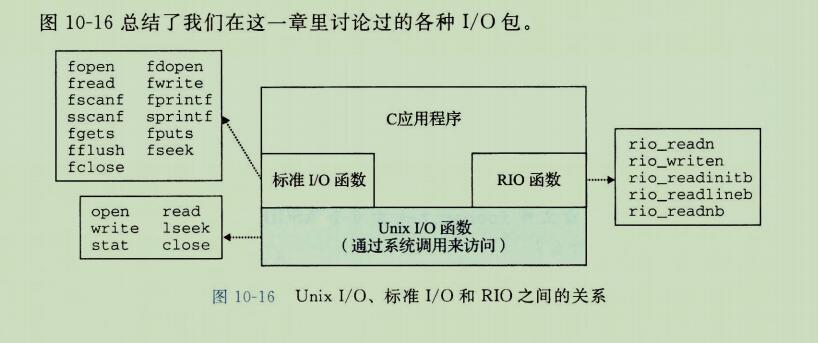 图 10-16 总结了我们在这一章里讨论过的各种 I/O 包。
fopen fdopen
fread fwrite
fscanf fprintf
sscanf sprintf
fgets fputs
fflush fseek
fclose
C应用程序
标准 I/O 函数
RIO 函数
rio_readn
rio_writen
rio_readinitb
rio_readlineb
rio_readnb
open read
write lseek
stat close
Unix I/O 函数
（通过系统调用来访问）
图 10-16 Unix I/O、标准 I/O 和 RIO 之间的关系